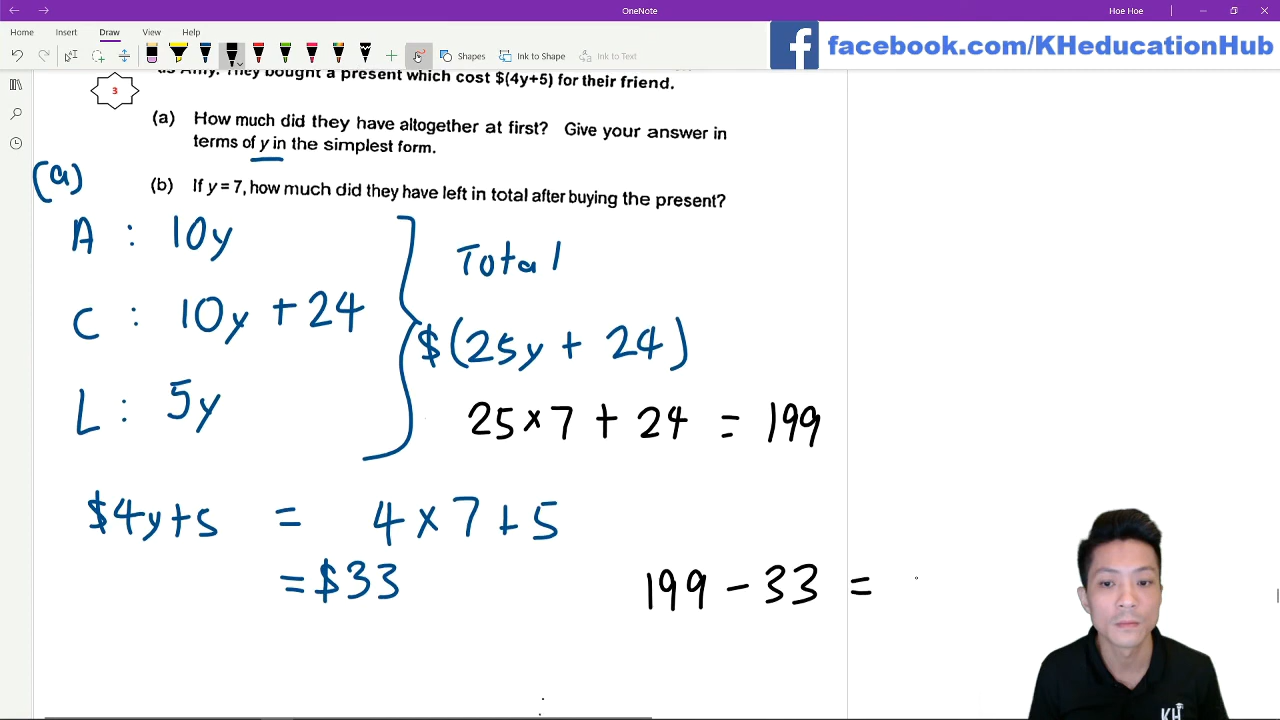 OneNote
Hoe Hoe
Home Insert Draw View Help
Shapes Ink to Shape Ink to Text
facebook.com/KHeducationHub
as Amy. They bought a present which cost $(4y+5) for their friend.
3
(a) How much did they have altogether at first? Give your answer in
terms of y in the simplest form.
(a)
(b) If y = 7, how much did they have left in total after buying the present?
A : 10y
Total
C : 10y + 24
$(25y + 24)
L : 5y
25 × 7 + 24 = 199
$4y+5 = 4 × 7 + 5
= $33
199 - 33 =
KH